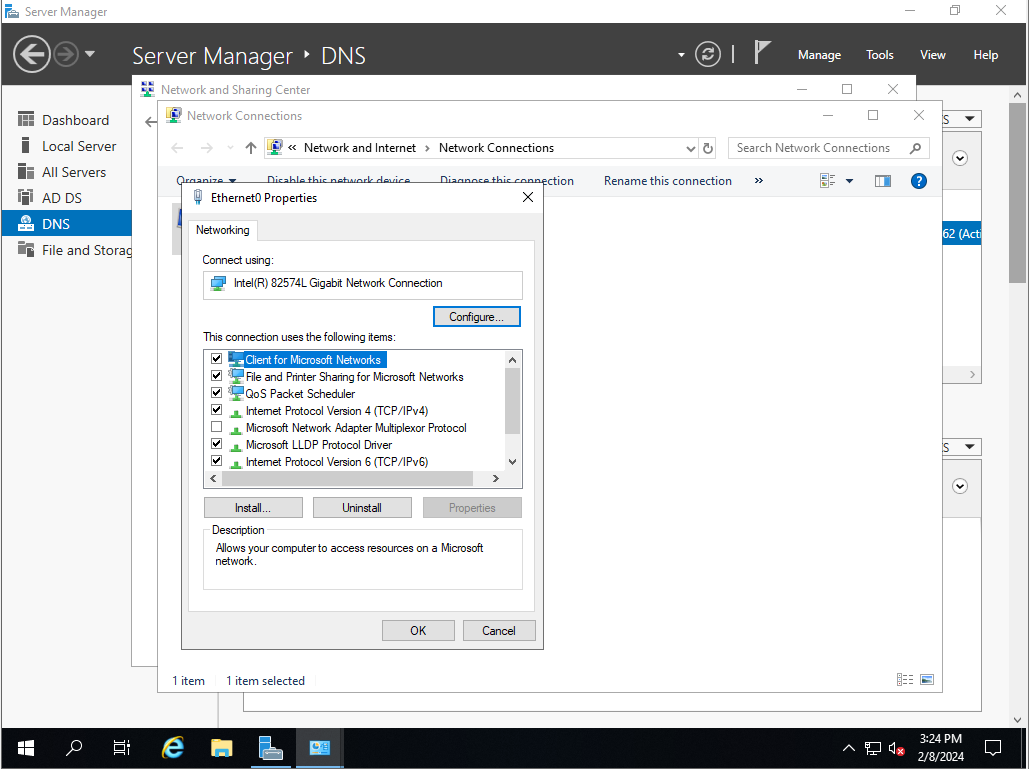 Server Manager
Server Manager DNS
Manage Tools View Help
Network and Sharing Center
Network Connections
Dashboard
Local Server
All Servers
AD DS
DNS
File and Storag
« Network and Internet › Network Connections
Search Network Connections
Organize Disable this network device Diagnose this connection Rename this connection »
Ethernet0 Properties
Networking
Connect using:
Intel(R) 82574L Gigabit Network Connection
Configure...
This connection uses the following items:
Client for Microsoft Networks
File and Printer Sharing for Microsoft Networks
QoS Packet Scheduler
Internet Protocol Version 4 (TCP/IPv4)
Microsoft Network Adapter Multiplexor Protocol
Microsoft LLDP Protocol Driver
Internet Protocol Version 6 (TCP/IPv6)
Install... Uninstall Properties
Description
Allows your computer to access resources on a Microsoft
network.
OK Cancel
S
62 (Acti
S
1 item 1 item selected
3:24 PM
2/8/2024